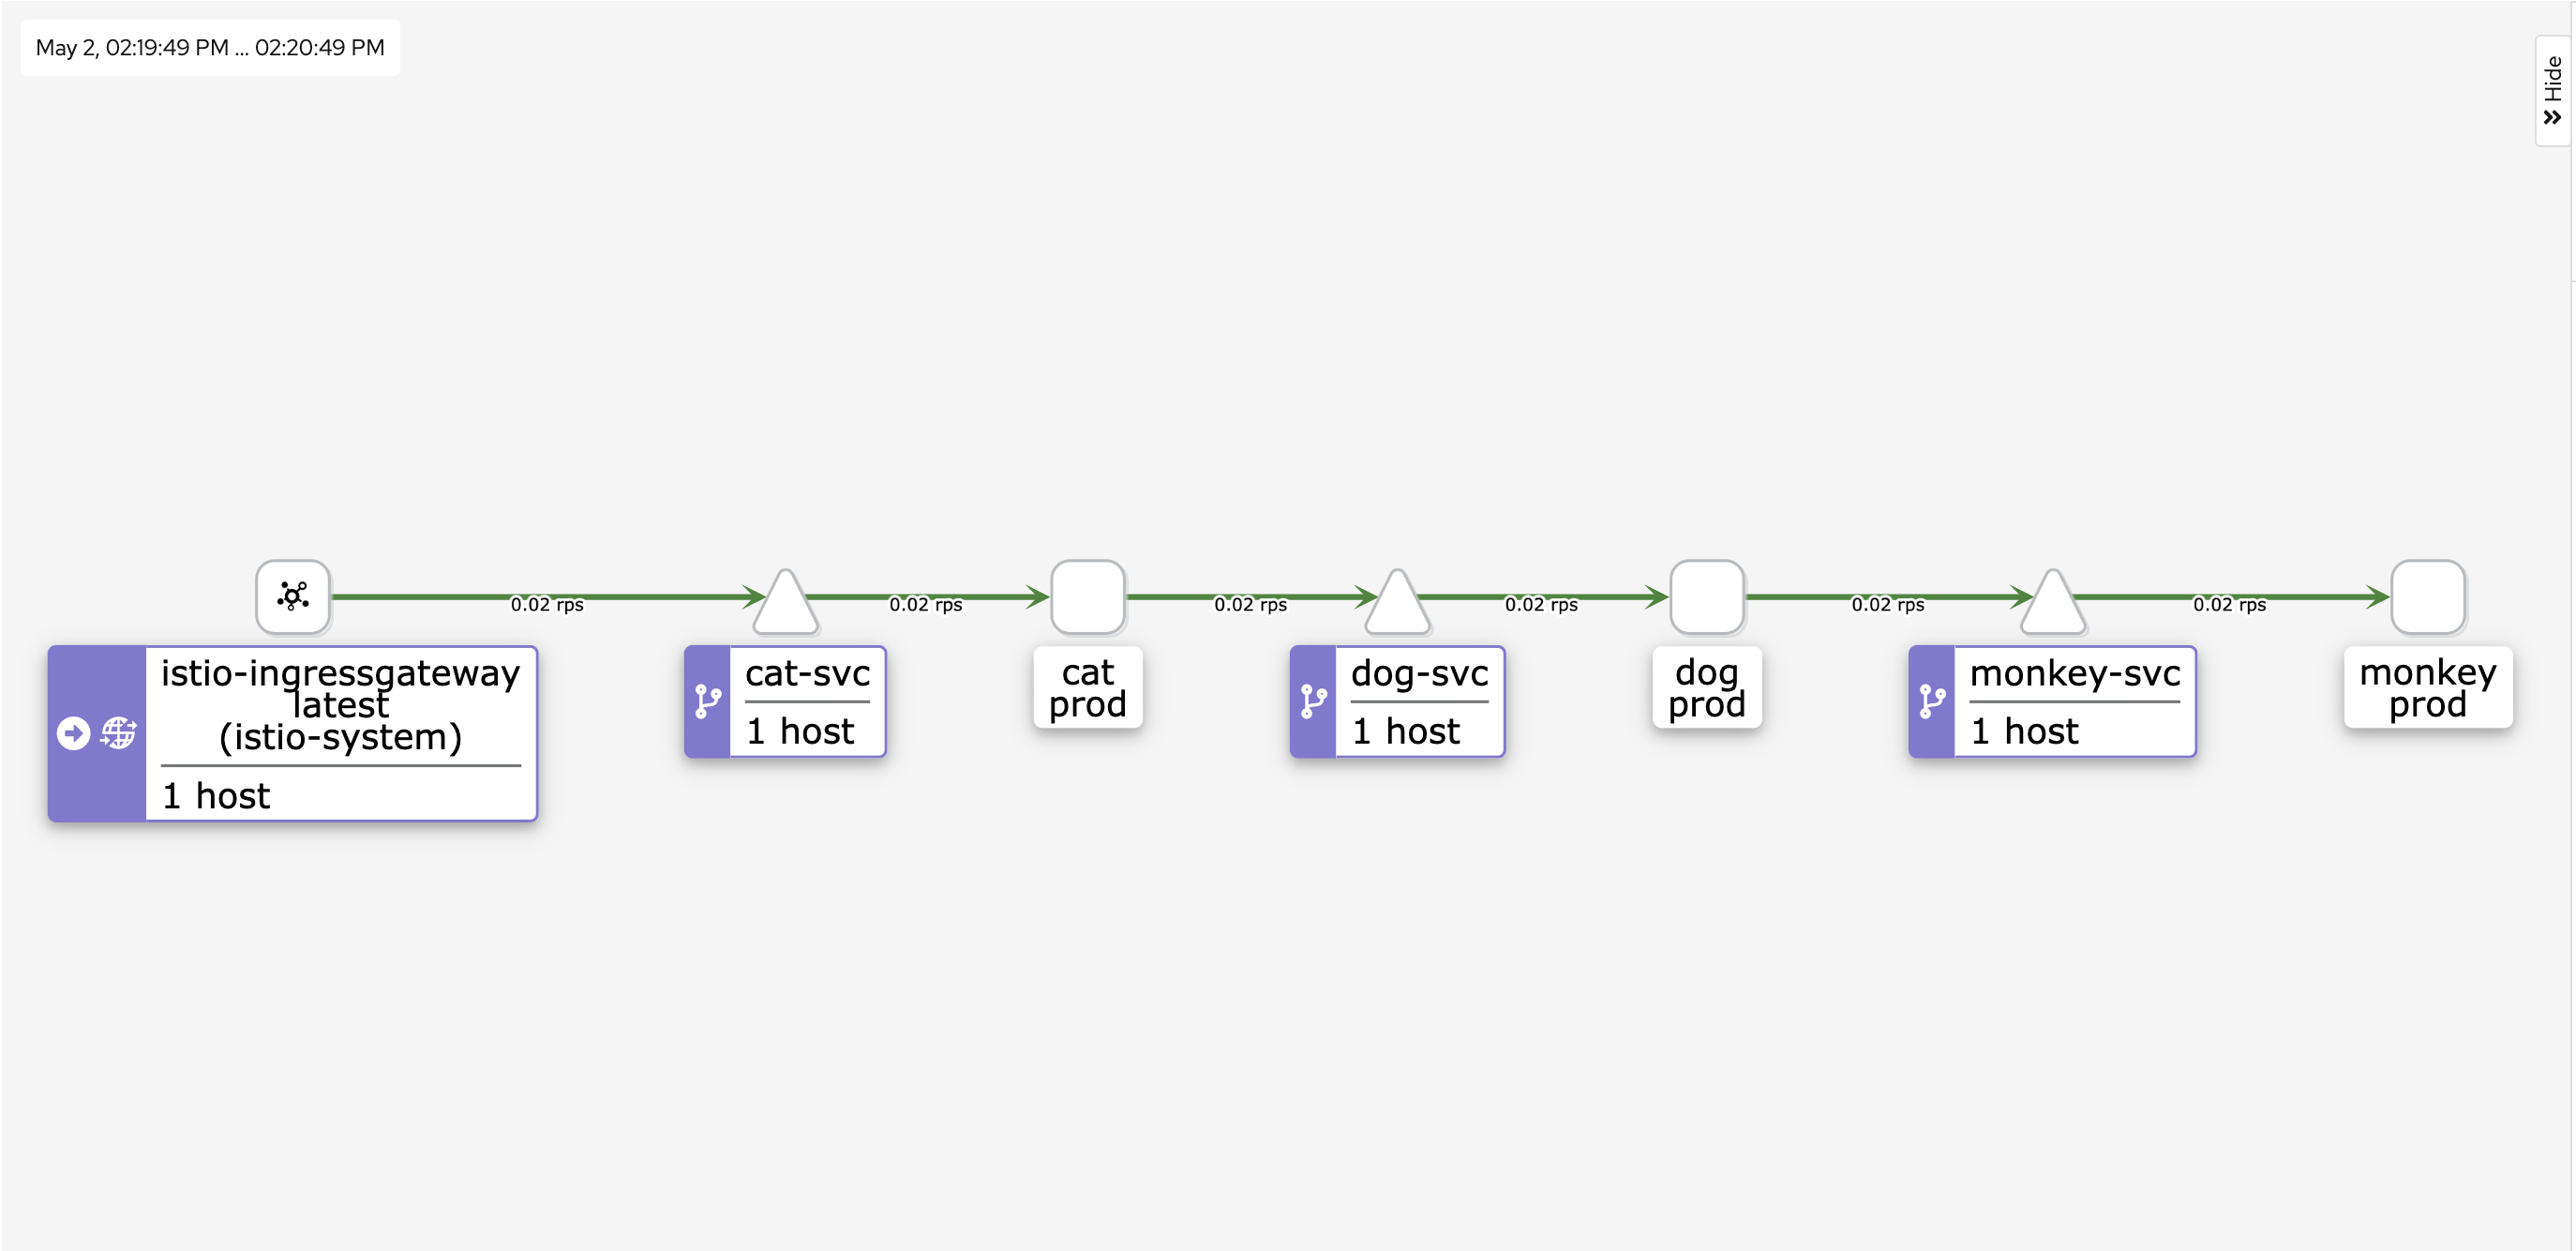 May 2, 02:19:49 PM ... 02:20:49 PM
Hide
0.02 rps
0.02 rps
0.02 rps
0.02 rps
0.02 rps
0.02 rps
istio-ingressgateway
latest
(istio-system)
1 host
cat-svc
1 host
cat
prod
dog-svc
1 host
dog
prod
monkey-svc
1 host
monkey
prod